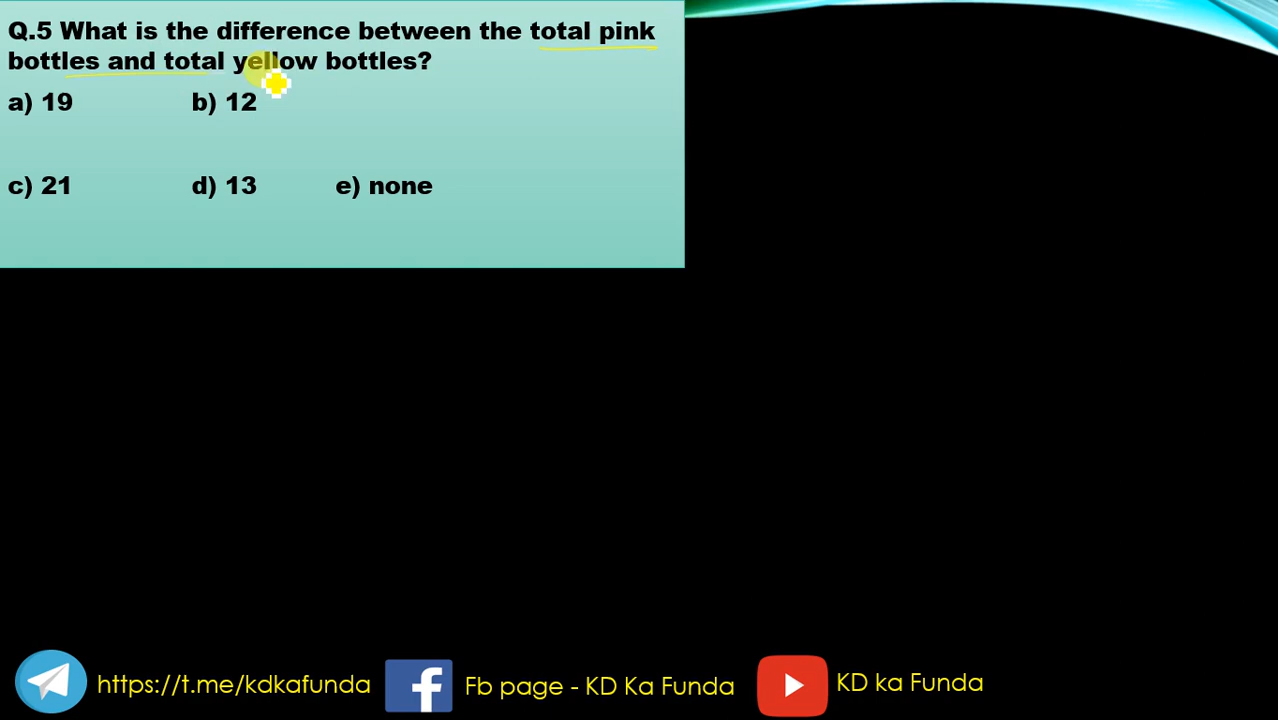 Q.5 What is the difference between the total pink
bottles and total yellow bottles?
a) 19 b) 12
c) 21 d) 13 e) none
https://t.me/kdkafunda Fb page - KD Ka Funda KD ka Funda